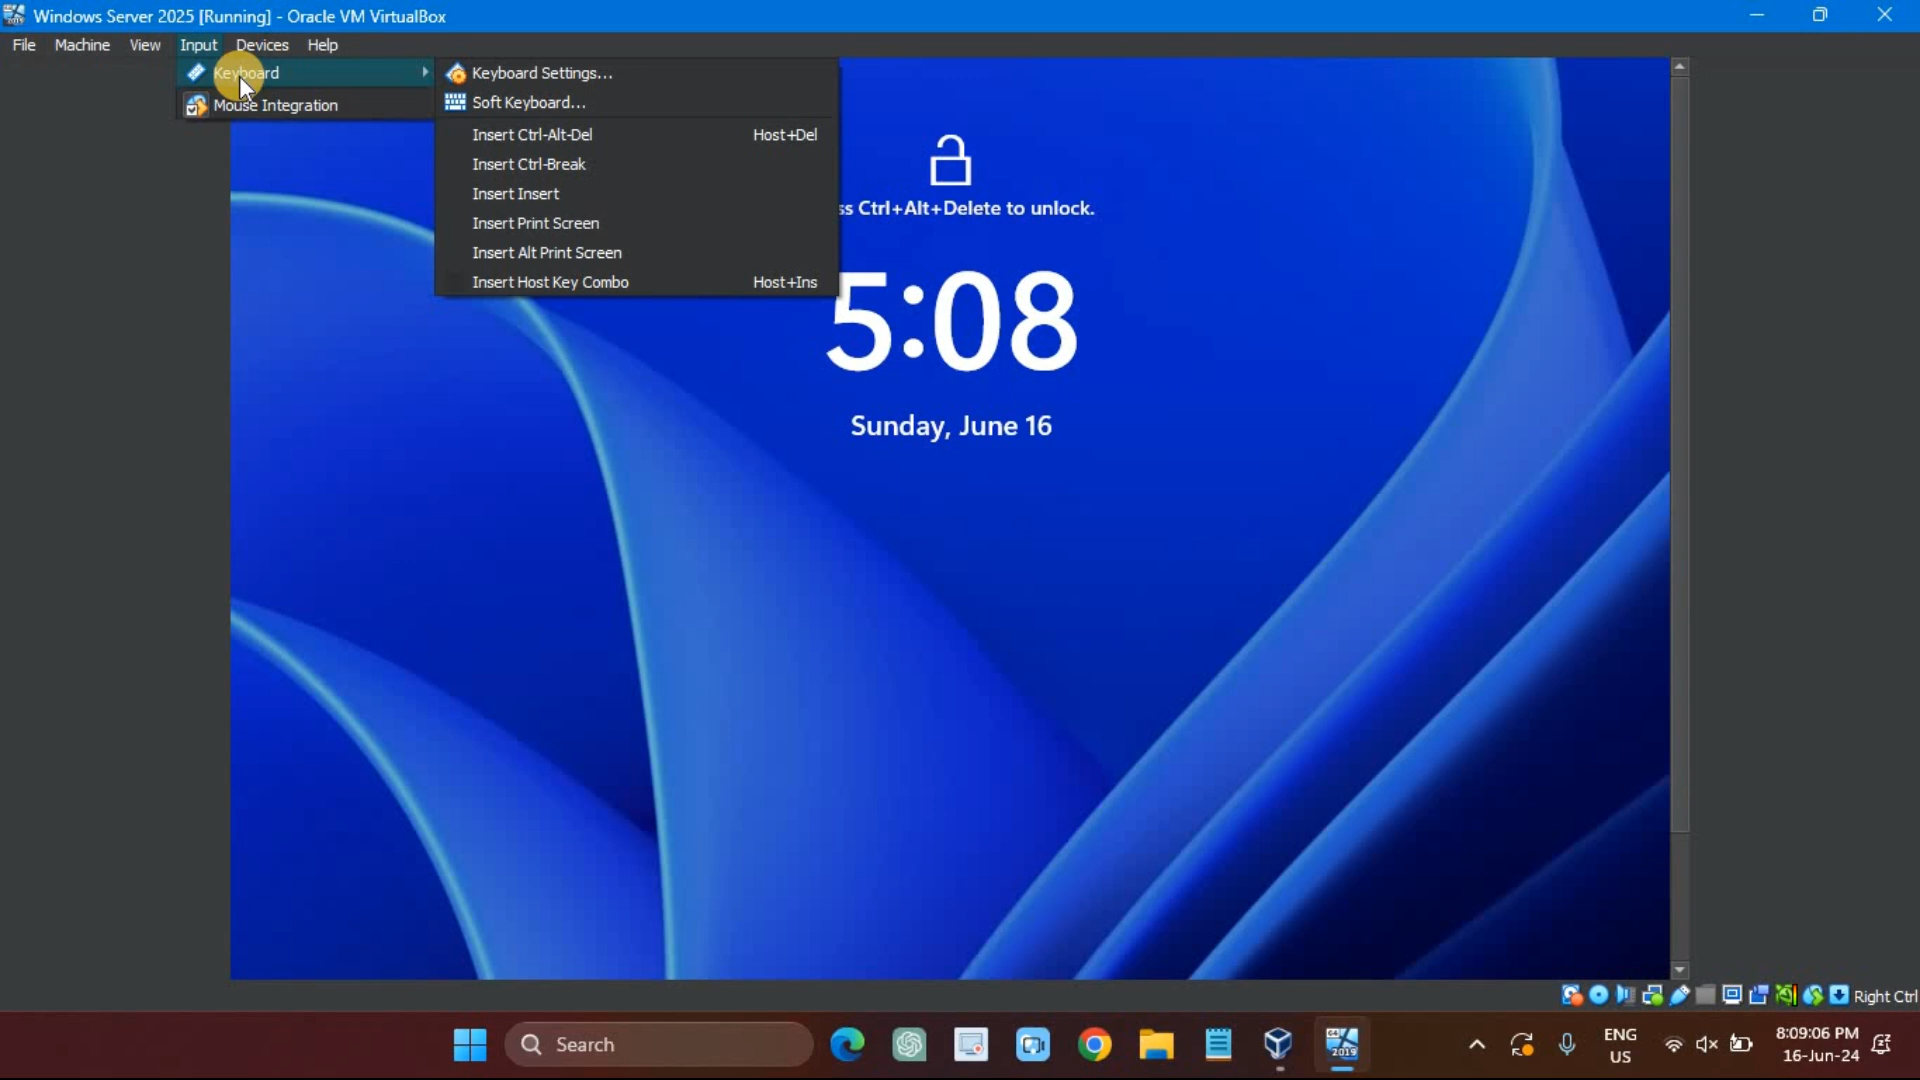 Windows Server 2025 [Running] - Oracle VM VirtualBox
File Machine View Input Devices Help
Keyboard
Mouse Integration
Keyboard Settings...
Soft Keyboard...
Insert Ctrl-Alt-Del Host+Del
Insert Ctrl-Break
Insert Insert
Insert Print Screen
Insert Alt Print Screen
Insert Host Key Combo Host+Ins
ss Ctrl+Alt+Delete to unlock.
5:08
Sunday, June 16
Right Ctrl
Search
2019
ENG
US
8:09:06 PM
16-Jun-24